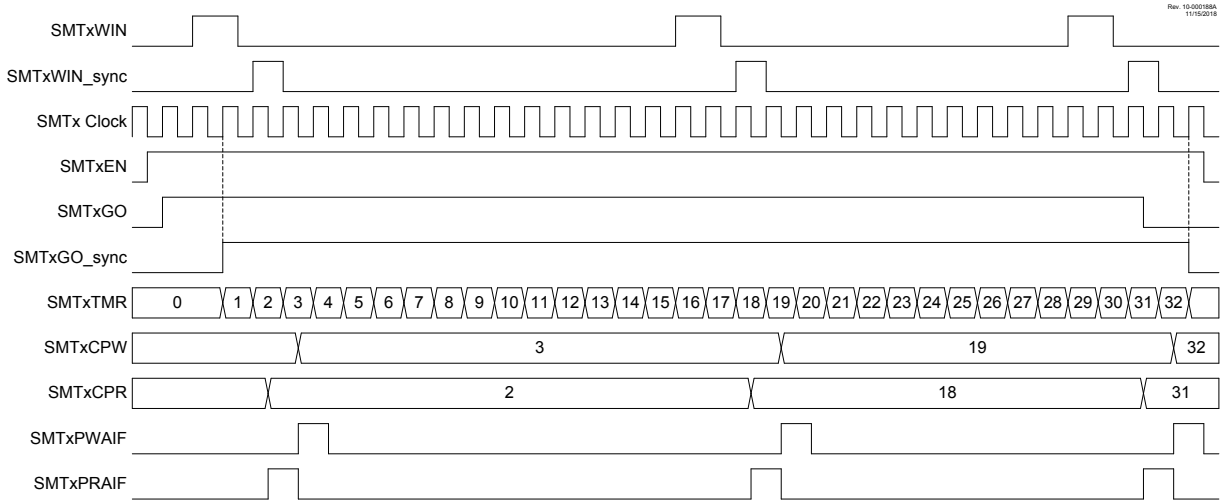 Rev. 10-000188A
11/15/2018
SMTxWIN
SMTxWIN_sync
SMTx Clock
SMTxEN
SMTxGO
SMTxGO_sync
SMTxTMR 0 1 2 3 4 5 6 7 8 9 10 11 12 13 14 15 16 17 18 19 20 21 22 23 24 25 26 27 28 29 30 31 32
SMTxCPW 3 19 32
SMTxCPR 2 18 31
SMTxPWAIF
SMTxPRAIF